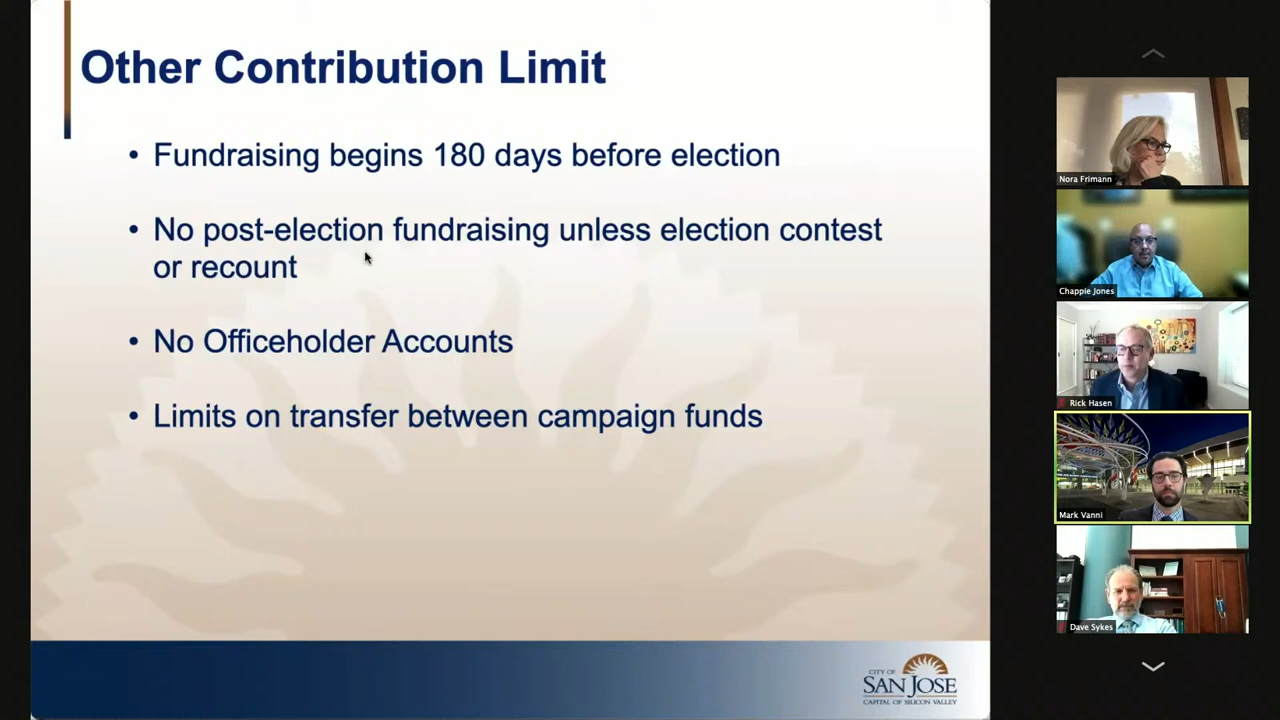 Other Contribution Limit
• Fundraising begins 180 days before election
• No post-election fundraising unless election contest
or recount
• No Officeholder Accounts
• Limits on transfer between campaign funds
CITY OF
SAN JOSE
CAPITAL OF SILICON VALLEY
Nora Frimann
Chappie Jones
Rick Hasen
Mark Vanni
Dave Sykes